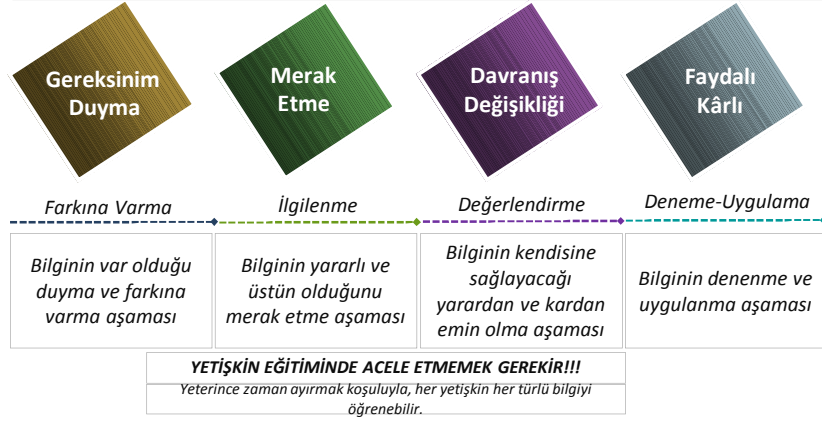 Gereksinim
Duyma
Merak
Etme
Davranış
Değişikliği
Faydalı
Kârlı
Farkına Varma
İlgilenme
Değerlendirme
Deneme-Uygulama
Bilginin var olduğu
duyma ve farkına
varma aşaması
Bilginin yararlı ve
üstün olduğunu
merak etme aşaması
Bilginin kendisine
sağlayacağı
yarardan ve kardan
emin olma aşaması
Bilginin denenme ve
uygulanma aşaması
YETİŞKİN EĞİTİMİNDE ACELE ETMEMEK GEREKİR!!!
Yeterince zaman ayırmak koşuluyla, her yetişkin her türlü bilgiyi
öğrenebilir.